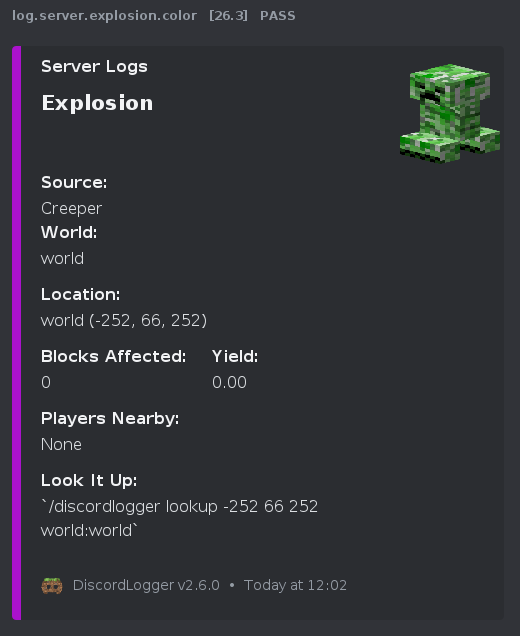 log.server.explosion.color [26.3] PASS
Server Logs
Explosion
Source:
Creeper
World:
world
Location:
world (-252, 66, 252)
Blocks Affected: Yield:
0 0.00
Players Nearby:
None
Look It Up:
`/discordlogger lookup -252 66 252
world:world`
DiscordLogger v2.6.0 • Today at 12:02